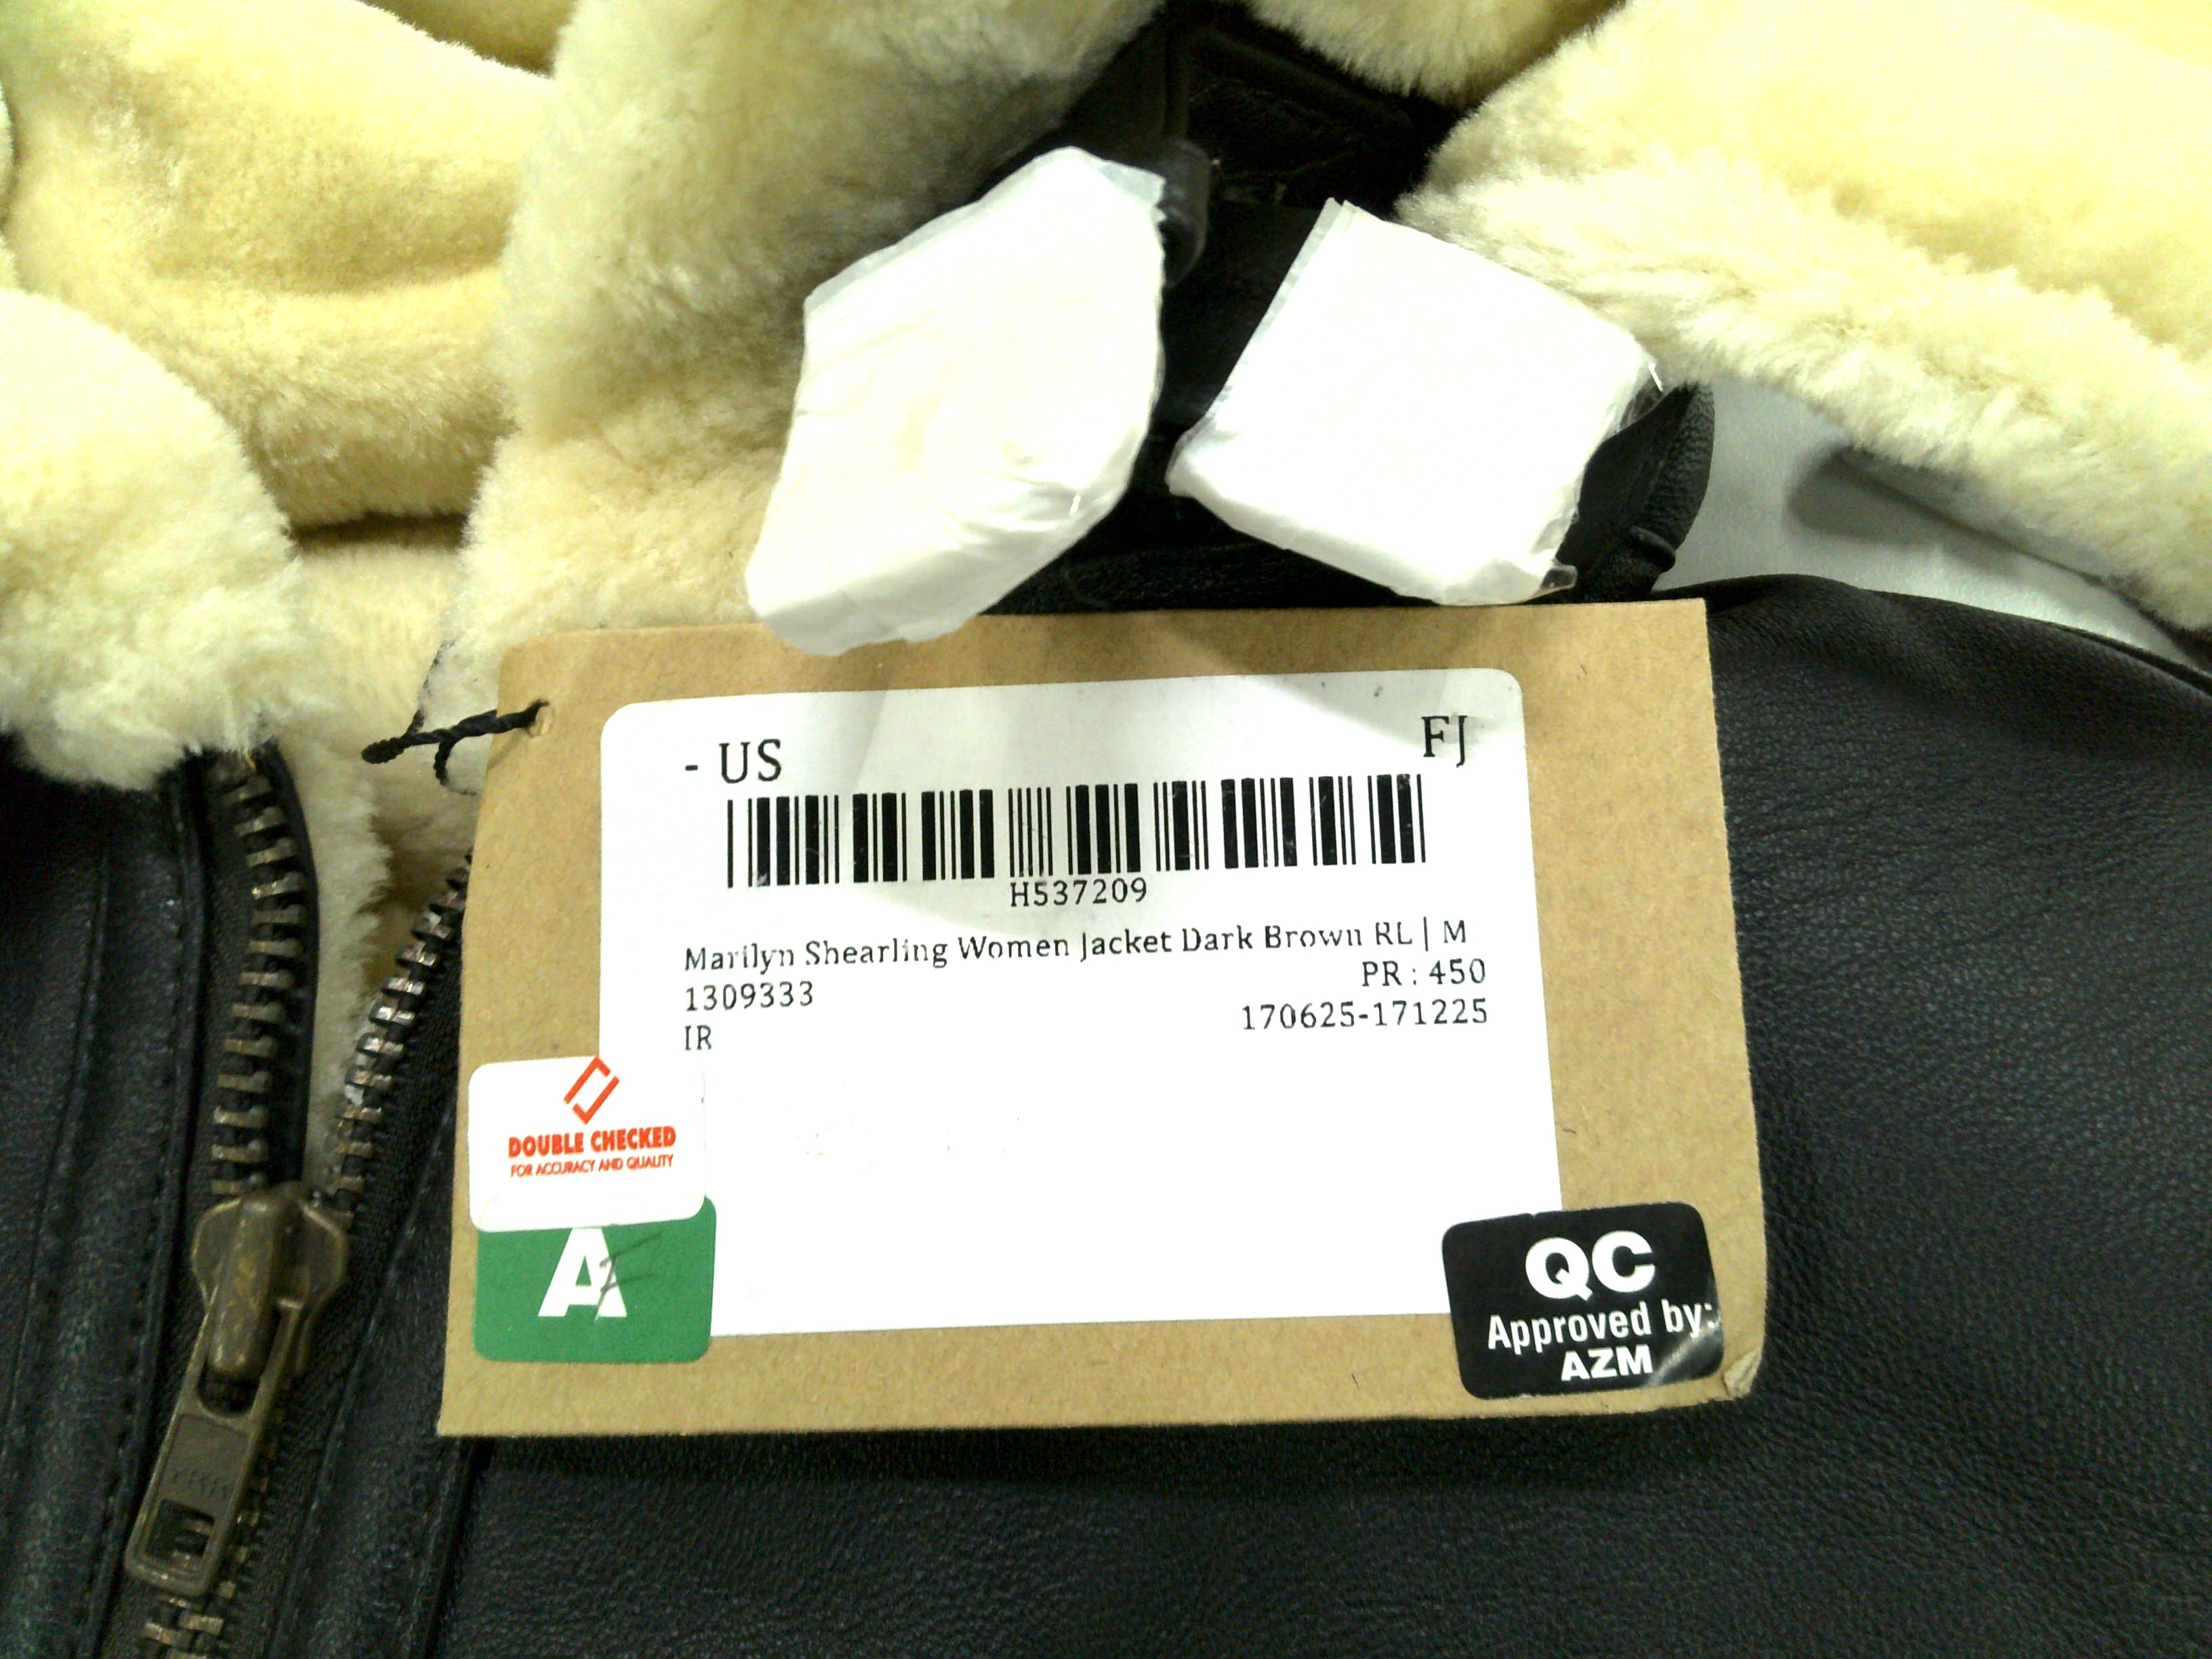 - US
FJ
H537209
Marilyn Shearling Women Jacket Dark Brown RL | M
1309333
PR : 450
IR
170625-171225
DOUBLE CHECKED
FOR ACCURACY AND QUALITY
A
QC
Approved by:
AZM